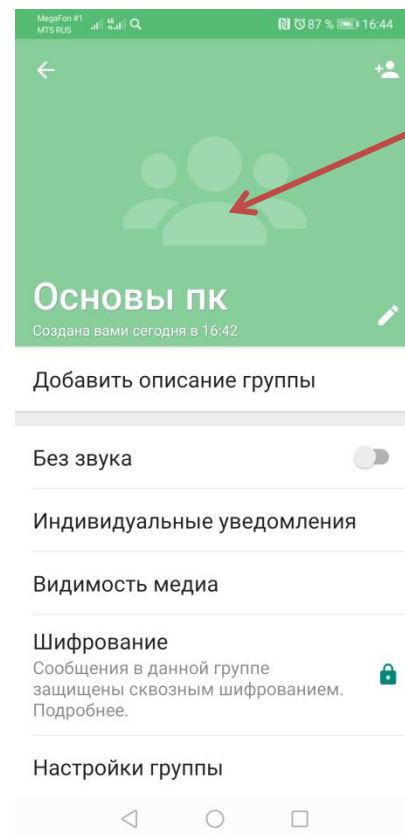 MegaFon #1
MTS RUS 46 87 % 16:44
Основы пк
Создана вами сегодня в 16:42
Добавить описание группы
Без звука
Индивидуальные уведомления
Видимость медиа
Шифрование
Сообщения в данной группе
защищены сквозным шифрованием.
Подробнее.
Настройки группы